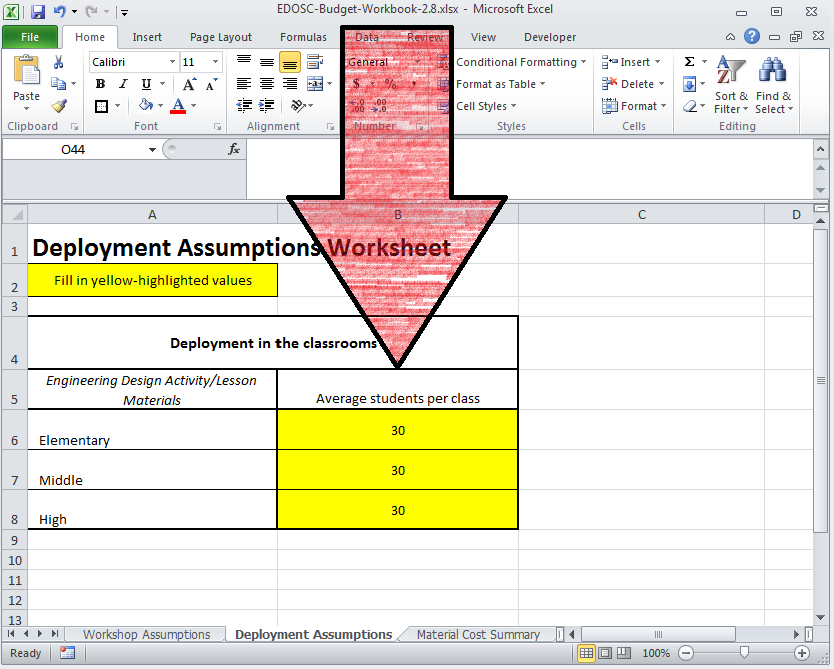 EDOSC-Budget-Workbook-2.8.xlsx - Microsoft Excel
File Home Insert Page Layout Formulas Data Review View Developer
Calibri 11 General Conditional Formatting Insert Σ
Paste B I U A A $ % , Format as Table Delete Sort & Filter Find & Select
A Cell Styles Format
Clipboard Font Alignment Number Styles Cells Editing
O44 fx
A B C D
1 Deployment Assumptions Worksheet
2 Fill in yellow-highlighted values
3
4 Deployment in the classrooms
Engineering Design Activity/Lesson
5 Materials Average students per class
6 Elementary 30
7 Middle 30
8 High 30
9
10
11
12
13
Workshop Assumptions Deployment Assumptions Material Cost Summary
Ready 100%